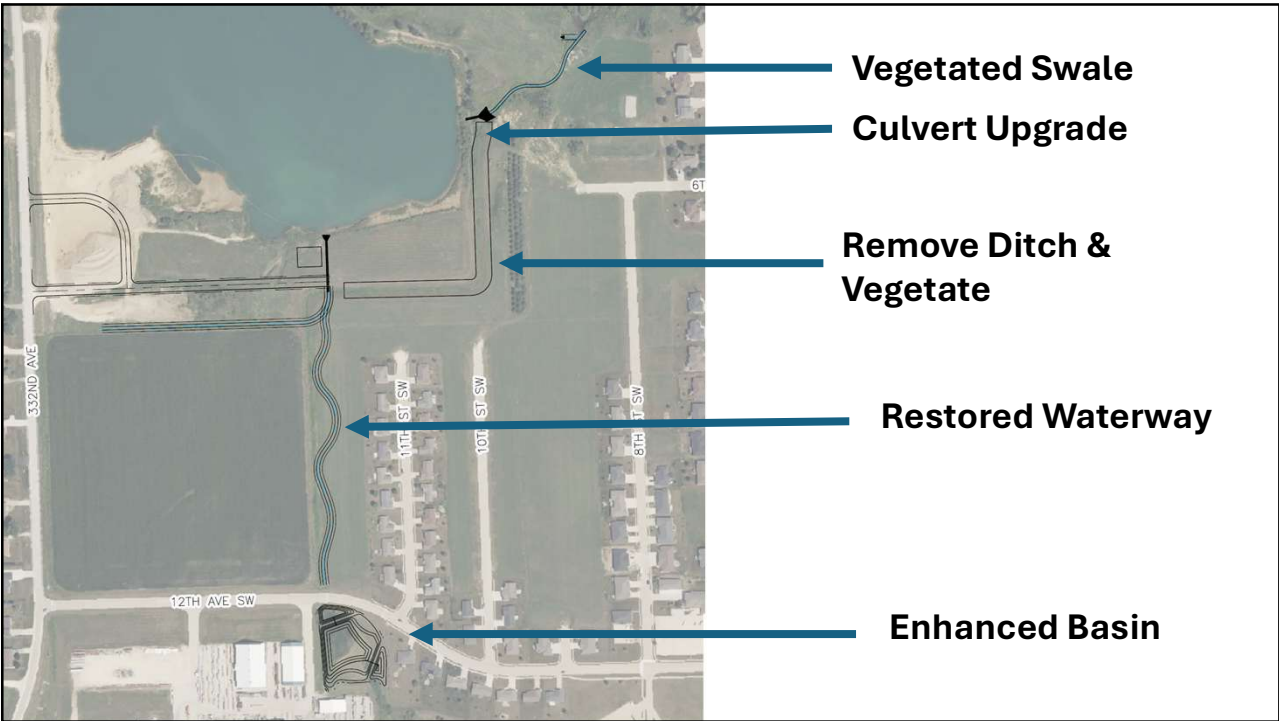 Vegetated Swale
Culvert Upgrade
6T
Remove Ditch &
Vegetate
332ND AVE
11TH ST SW
10TH ST SW
8TH ST SW
Restored Waterway
12TH AVE SW
Enhanced Basin